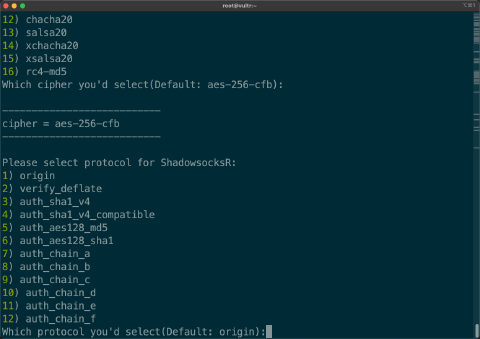 root@vultr:~
⌥⌘1
12) chacha20
13) salsa20
14) xchacha20
15) xsalsa20
16) rc4-md5
Which cipher you'd select(Default: aes-256-cfb):
---------------------------
cipher = aes-256-cfb
---------------------------
Please select protocol for ShadowsocksR:
1) origin
2) verify_deflate
3) auth_sha1_v4
4) auth_sha1_v4_compatible
5) auth_aes128_md5
6) auth_aes128_sha1
7) auth_chain_a
8) auth_chain_b
9) auth_chain_c
10) auth_chain_d
11) auth_chain_e
12) auth_chain_f
Which protocol you'd select(Default: origin):